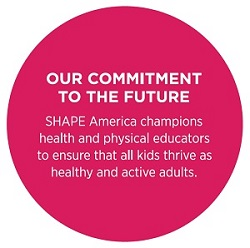 OUR COMMITMENT
TO THE FUTURE
SHAPE America champions
health and physical educators
to ensure that all kids thrive as
healthy and active adults.